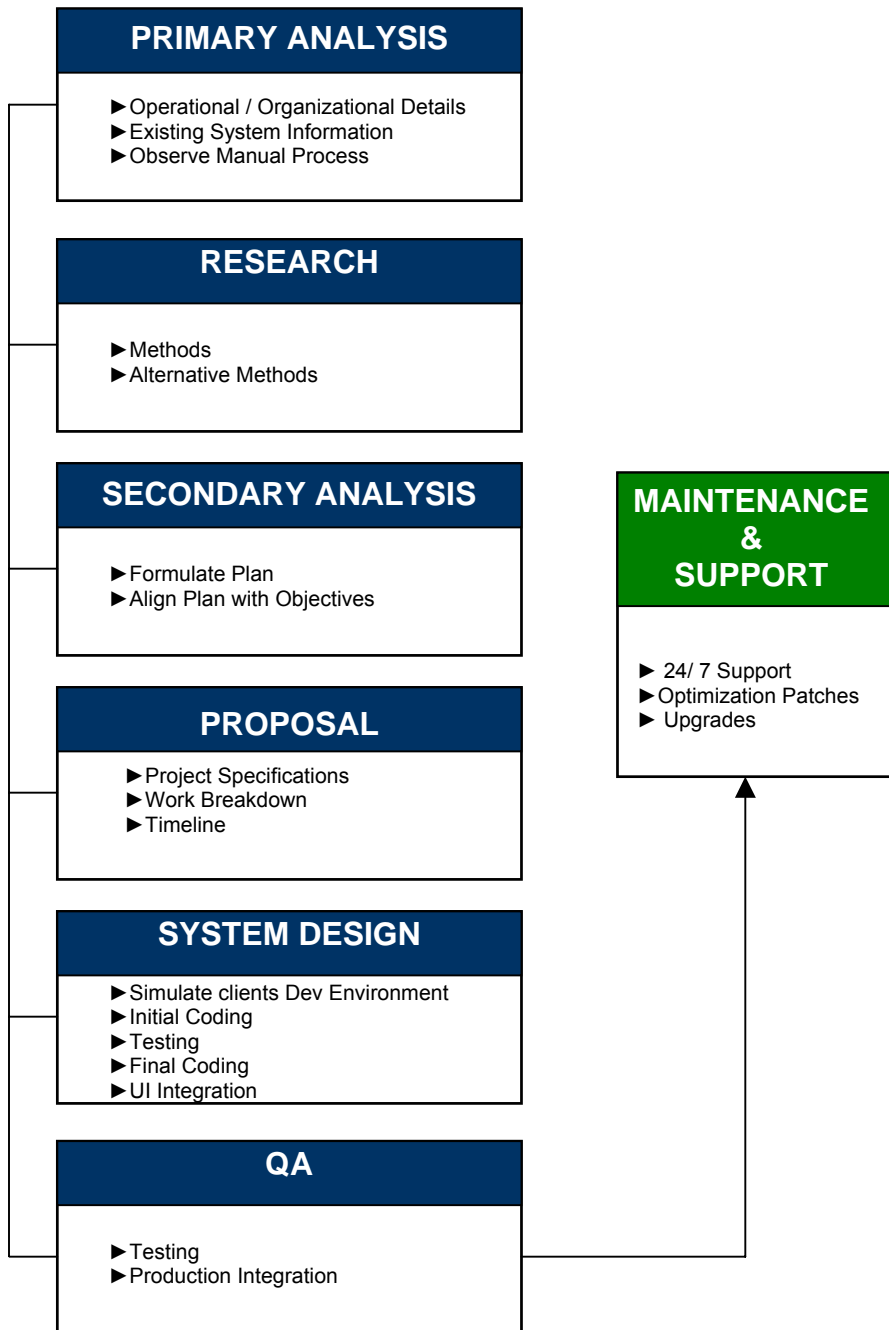 PRIMARY ANALYSIS
►Operational / Organizational Details
►Existing System Information
►Observe Manual Process
RESEARCH
►Methods
►Alternative Methods
SECONDARY ANALYSIS
►Formulate Plan
►Align Plan with Objectives
PROPOSAL
►Project Specifications
►Work Breakdown
►Timeline
SYSTEM DESIGN
►Simulate clients Dev Environment
►Initial Coding
►Testing
►Final Coding
►UI Integration
QA
►Testing
►Production Integration
MAINTENANCE
&
SUPPORT
► 24/ 7 Support
►Optimization Patches
► Upgrades